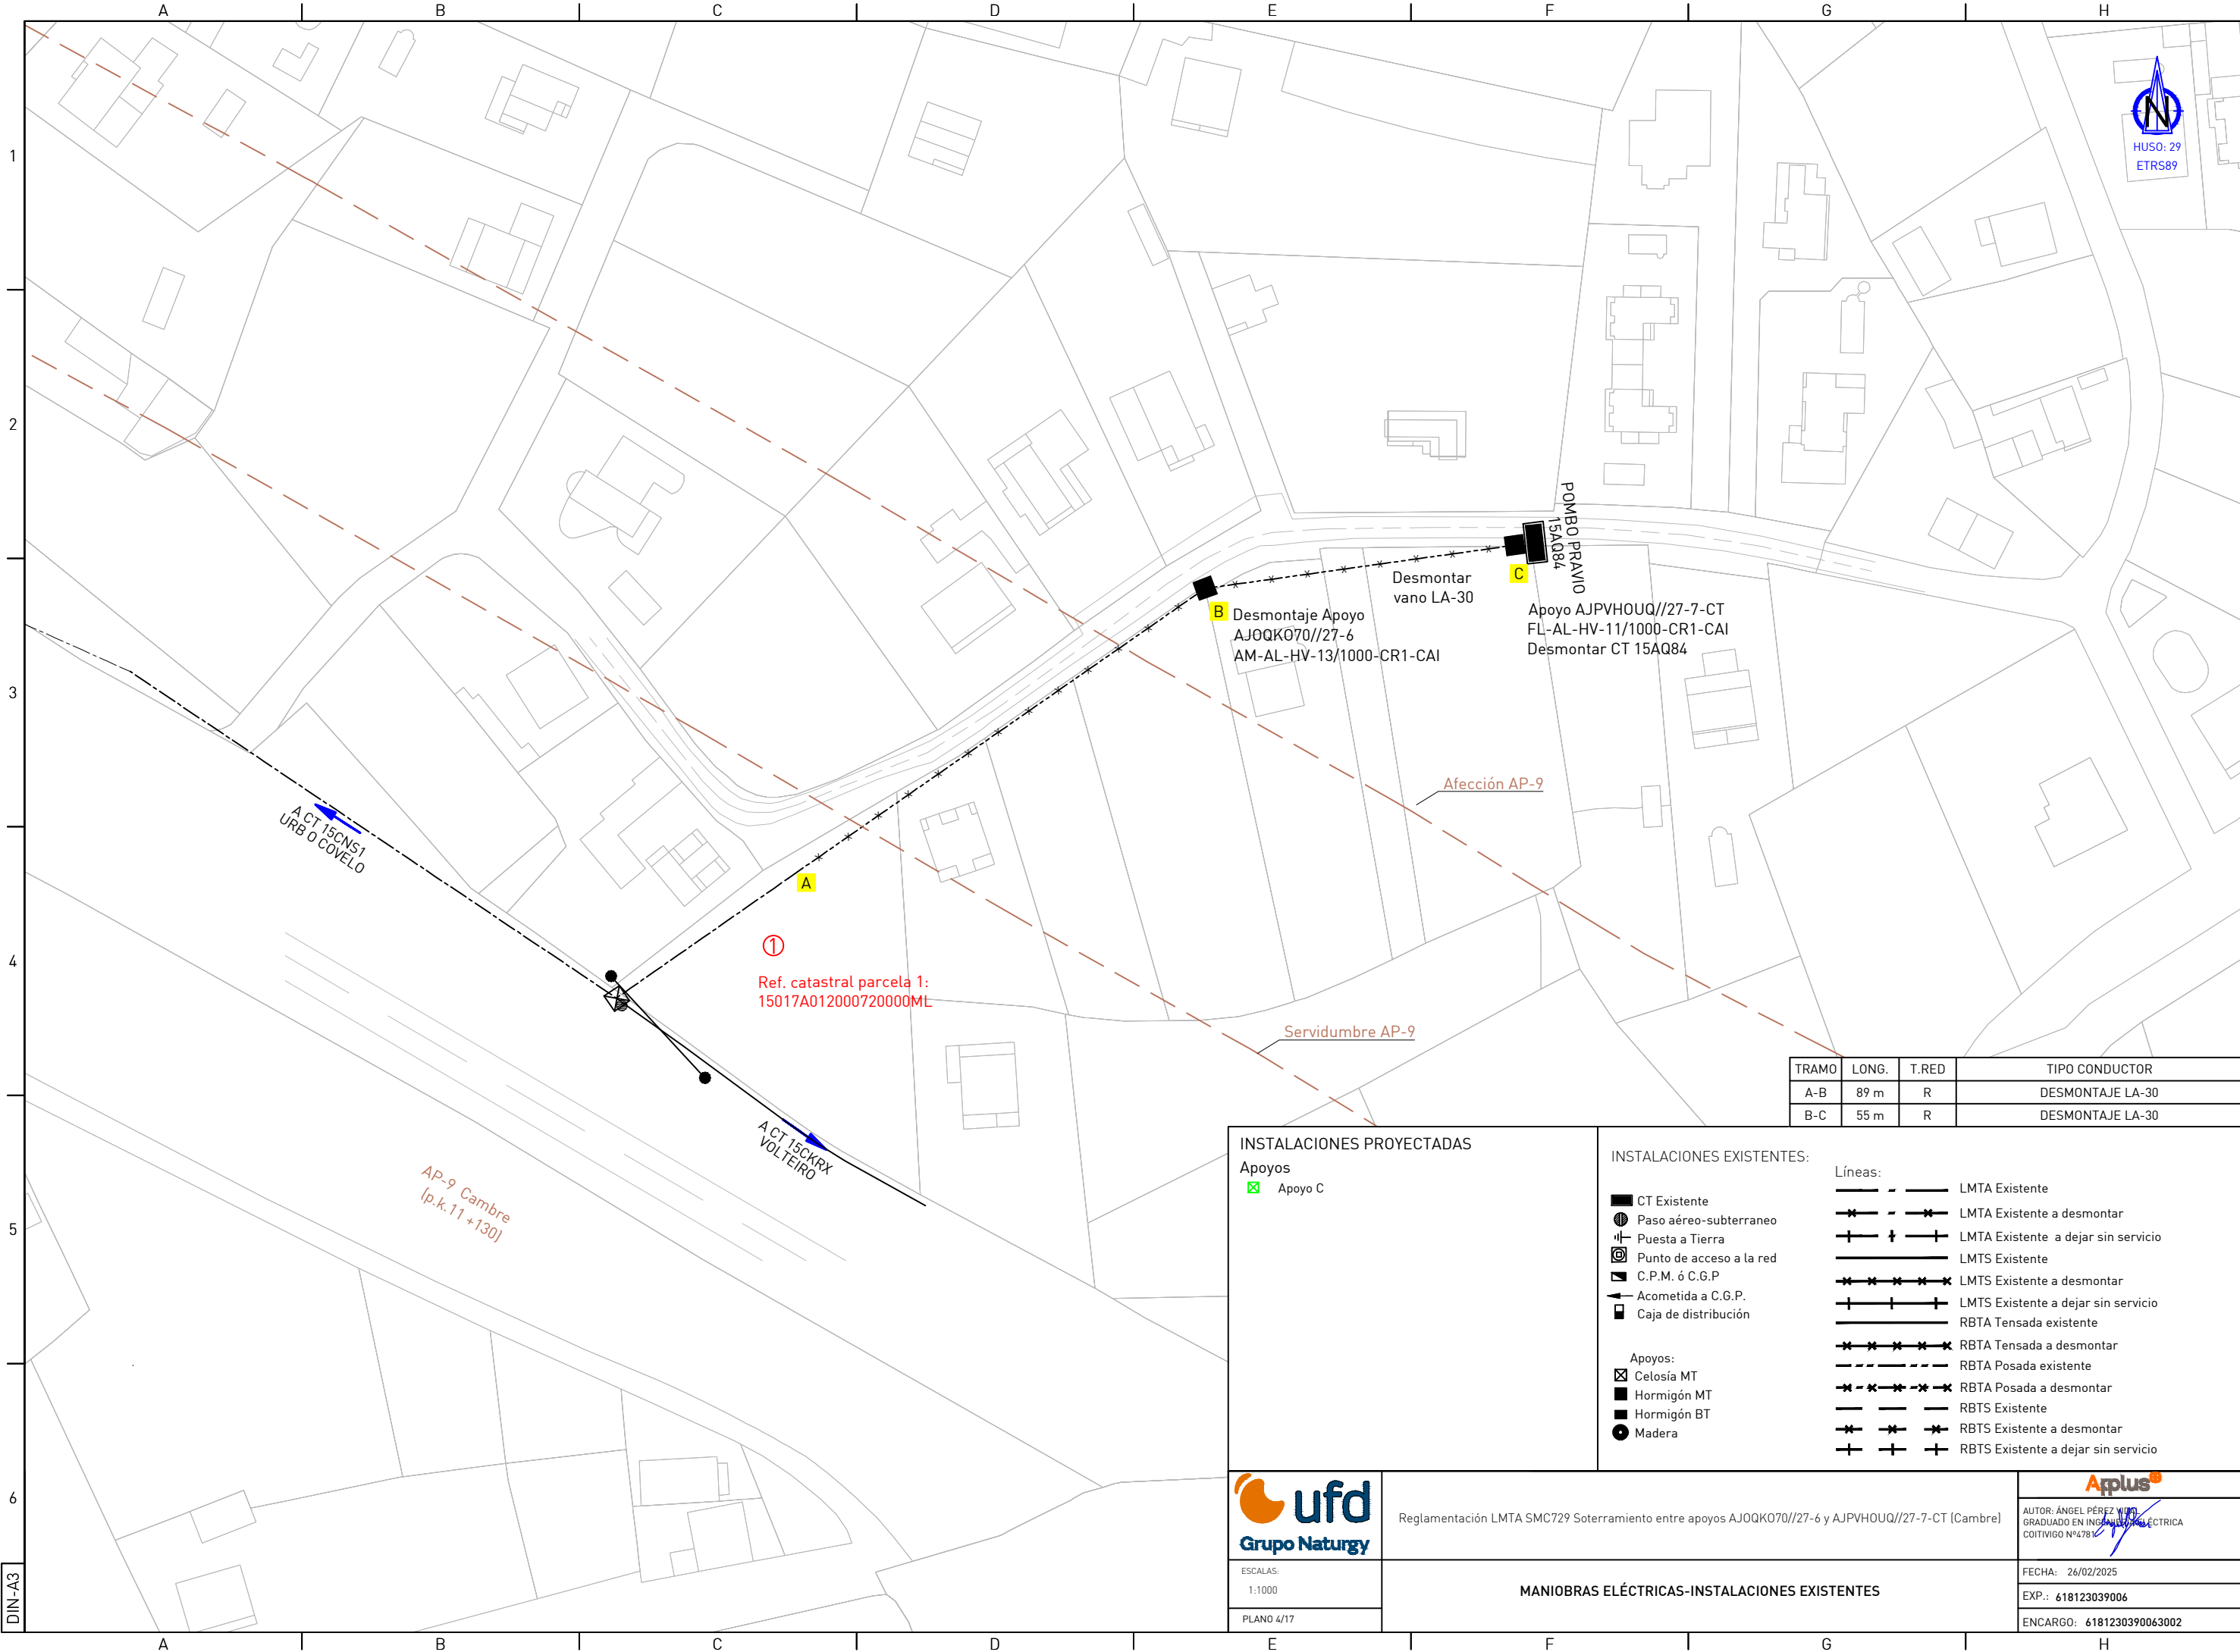 A B C D E F G H
1
2
3
4
5
6
DIN-A3
N
HUSO: 29
ETRS89
POMBO PRAVIO
15AQ84
C
Desmontar
vano LA-30
B
Desmontaje Apoyo
AJOQKO70//27-6
AM-AL-HV-13/1000-CR1-CAI
Apoyo AJPVHOUQ//27-7-CT
FL-AL-HV-11/1000-CR1-CAI
Desmontar CT 15AQ84
Afección AP-9
A CT 15CNS1
URB O COVELO
A
1
Ref. catastral parcela 1:
15017A012000720000ML
Servidumbre AP-9
A CT 15CKRX
VOLTEIRO
AP-9 Cambre
(p.k.11 +130)
TRAMO LONG. T.RED TIPO CONDUCTOR
A-B 89 m R DESMONTAJE LA-30
B-C 55 m R DESMONTAJE LA-30
INSTALACIONES PROYECTADAS
Apoyos
Apoyo C
INSTALACIONES EXISTENTES:
CT Existente
Paso aéreo-subterraneo
Puesta a Tierra
Punto de acceso a la red
C.P.M. ó C.G.P
Acometida a C.G.P.
Caja de distribución
Apoyos:
Celosía MT
Hormigón MT
Hormigón BT
Madera
Líneas:
LMTA Existente
LMTA Existente a desmontar
LMTA Existente a dejar sin servicio
LMTS Existente
LMTS Existente a desmontar
LMTS Existente a dejar sin servicio
RBTA Tensada existente
RBTA Tensada a desmontar
RBTA Posada existente
RBTA Posada a desmontar
RBTS Existente
RBTS Existente a desmontar
RBTS Existente a dejar sin servicio
ufd
Grupo Naturgy
Reglamentación LMTA SMC729 Soterramiento entre apoyos AJOQKO70//27-6 y AJPVHOUQ//27-7-CT (Cambre)
Applus
AUTOR: ÁNGEL PÉREZ
GRADUADO EN
COITIVIGO Nº4781
ESCALAS:
1:1000
PLANO 4/17
MANIOBRAS ELÉCTRICAS-INSTALACIONES EXISTENTES
FECHA: 26/02/2025
EXP.: 618123039006
ENCARGO: 6181230390063002
A B C D E F G H